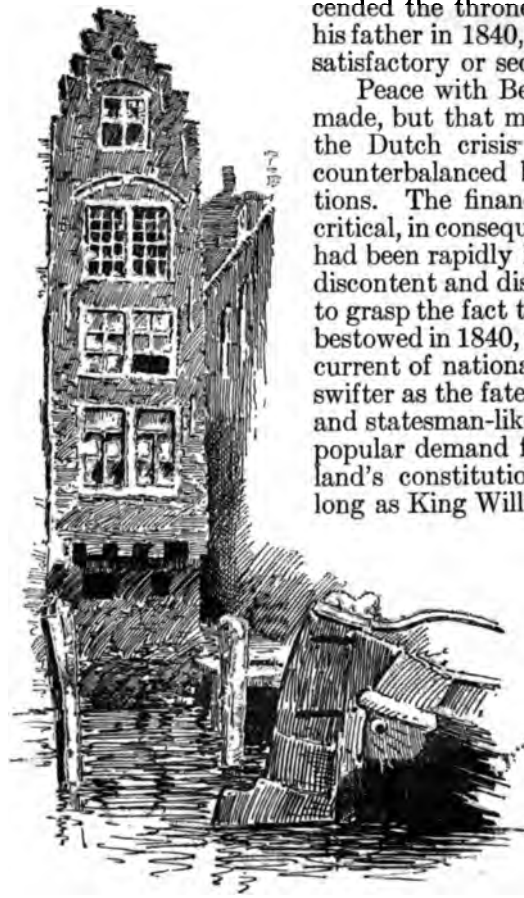 cended the throne
his father in 1840,
satisfactory or sec
Peace with Be
made, but that m
the Dutch crisis
counterbalanced
tions. The finan
critical, in consequ
had been rapidly
discontent and dis
to grasp the fact t
bestowed in 1840,
current of nationa
swifter as the fate
and statesman-lik
popular demand f
land's constitutio
long as King Will